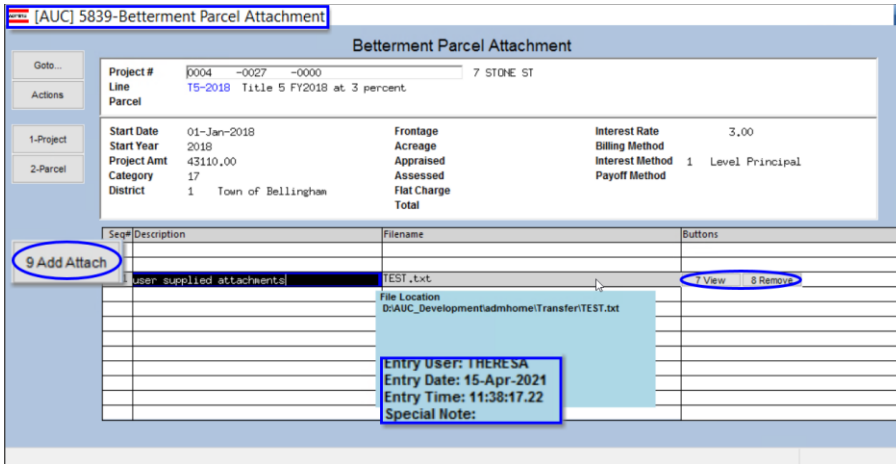 [AUC] 5839-Betterment Parcel Attachment
Betterment Parcel Attachment
Goto...
Actions
1-Project
2-Parcel
9 Add Attach
Project # 0004 -0027 -0000 7 STONE ST
Line T5-2018 Title 5 FY2018 at 3 percent
Parcel
Start Date 01-Jan-2018 Frontage Interest Rate 3.00
Start Year 2018 Acreage Billing Method
Project Amt 43110.00 Appraised Interest Method 1 Level Principal
Category 17 Assessed Payoff Method
District 1 Town of Bellingham Flat Charge
Total
Seq# Description Filename Buttons
user supplied attachments TEST.txt 7 View 8 Remove
File Location
D:\AUC_Development\admhome\Transfer\TEST.txt
Entry User: THERESA
Entry Date: 15-Apr-2021
Entry Time: 11:38:17.22
Special Note: